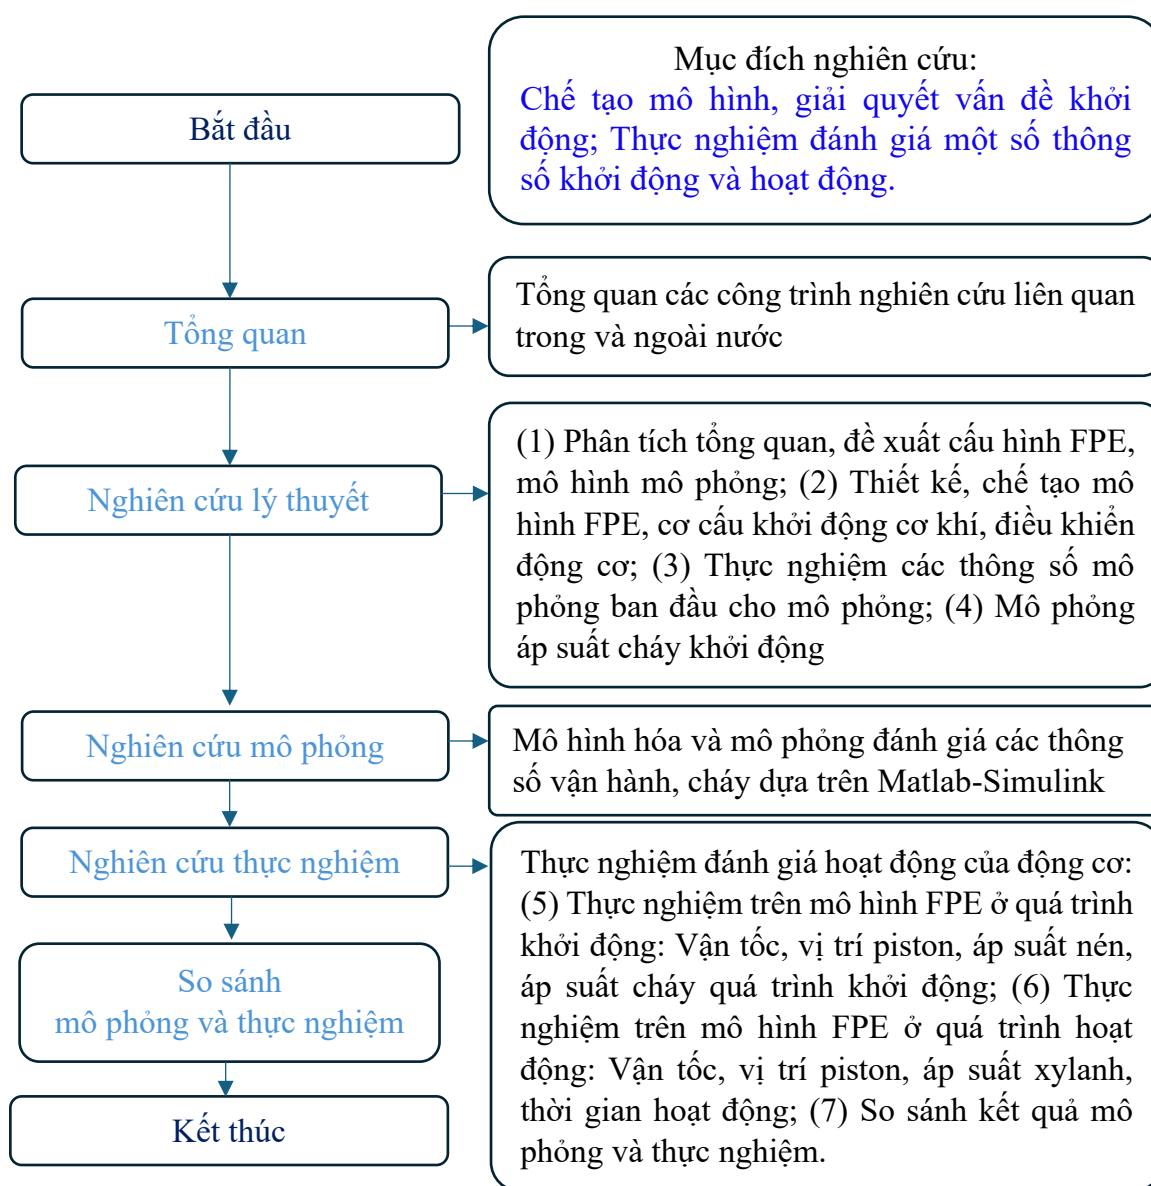 Mục đích nghiên cứu:
Chế tạo mô hình, giải quyết vấn đề khởi
động; Thực nghiệm đánh giá một số thông
số khởi động và hoạt động.
Bắt đầu
Tổng quan
Tổng quan các công trình nghiên cứu liên quan
trong và ngoài nước
Nghiên cứu lý thuyết
(1) Phân tích tổng quan, đề xuất cấu hình FPE,
mô hình mô phỏng; (2) Thiết kế, chế tạo mô
hình FPE, cơ cấu khởi động cơ khí, điều khiển
động cơ; (3) Thực nghiệm các thông số mô
phỏng ban đầu cho mô phỏng; (4) Mô phỏng
áp suất cháy khởi động
Nghiên cứu mô phỏng
Mô hình hóa và mô phỏng đánh giá các thông
số vận hành, cháy dựa trên Matlab-Simulink
Nghiên cứu thực nghiệm
Thực nghiệm đánh giá hoạt động của động cơ:
(5) Thực nghiệm trên mô hình FPE ở quá trình
khởi động: Vận tốc, vị trí piston, áp suất nén,
áp suất cháy quá trình khởi động; (6) Thực
nghiệm trên mô hình FPE ở quá trình hoạt
động: Vận tốc, vị trí piston, áp suất xylanh,
thời gian hoạt động; (7) So sánh kết quả mô
phỏng và thực nghiệm.
So sánh
mô phỏng và thực nghiệm
Kết thúc